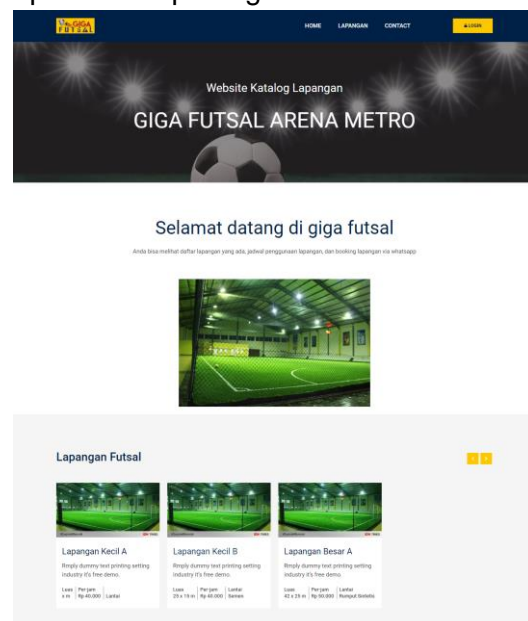 GIGA
FUTSAL
HOME LAPANGAN CONTACT LOGIN
Website Katalog Lapangan
GIGA FUTSAL ARENA METRO
Selamat datang di giga futsal
Anda bisa melihat daftar lapangan yang ada, jadwal penggunaan lapangan, dan booking lapangan via whatsapp
Lapangan Futsal
Lapangan Kecil A
Rmply dummy text printing setting
industry it's free demo.
Luas Per jam
x m Rp 40.000 Lantai
Lapangan Kecil B
Rmply dummy text printing setting
industry it's free demo.
Luas Per jam Lantai
25 x 15 m Rp 40.000 Semen
Lapangan Besar A
Rmply dummy text printing setting
industry it's free demo.
Luas Per jam Lantai
42 x 25 m Rp 50.000 Rumput Sintetis